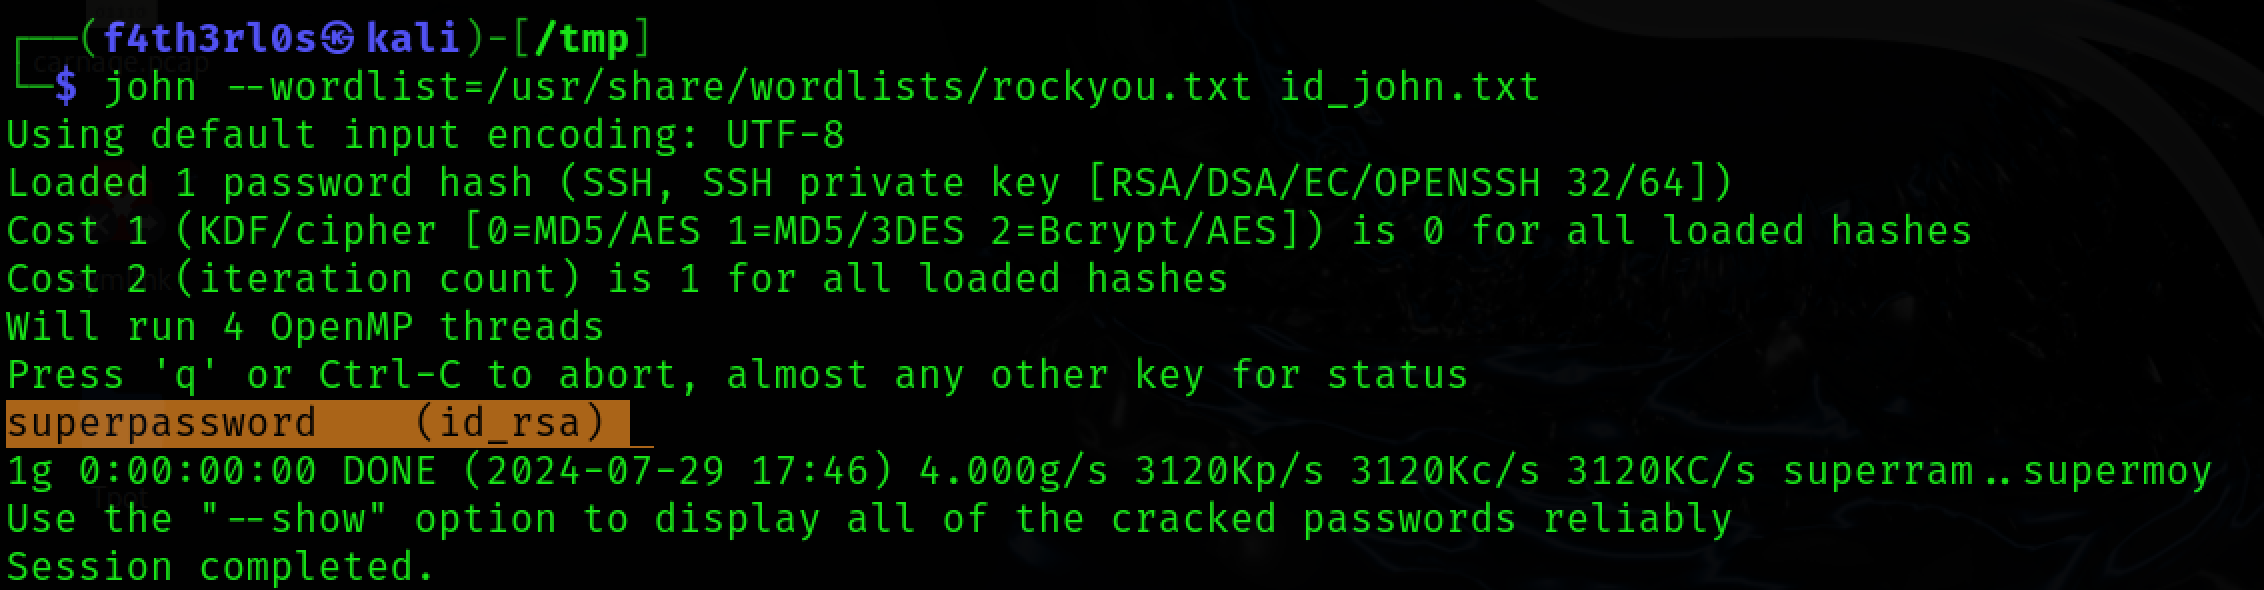 ┌──(f4th3rl0s㉿kali)-[/tmp]
└─$ john --wordlist=/usr/share/wordlists/rockyou.txt id_john.txt
Using default input encoding: UTF-8
Loaded 1 password hash (SSH, SSH private key [RSA/DSA/EC/OPENSSH 32/64])
Cost 1 (KDF/cipher [0=MD5/AES 1=MD5/3DES 2=Bcrypt/AES]) is 0 for all loaded hashes
Cost 2 (iteration count) is 1 for all loaded hashes
Will run 4 OpenMP threads
Press 'q' or Ctrl-C to abort, almost any other key for status
superpassword    (id_rsa)
1g 0:00:00:00 DONE (2024-07-29 17:46) 4.000g/s 3120Kp/s 3120Kc/s 3120KC/s superram..supermoy
Use the "--show" option to display all of the cracked passwords reliably
Session completed.